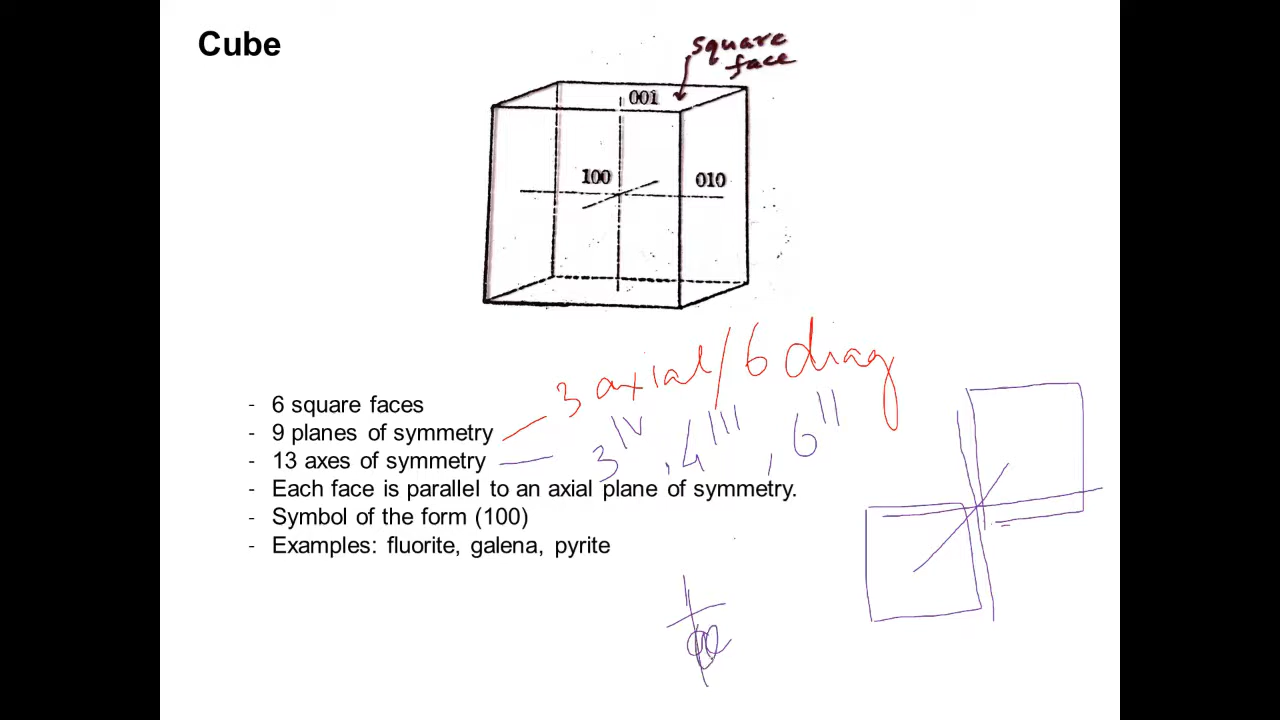 Cube
square
face
001
100
010
3 axial/6 diag
- 6 square faces
- 9 planes of symmetry
3^IV, 4^III, 6^II
- 13 axes of symmetry
- Each face is parallel to an axial plane of symmetry.
- Symbol of the form (100)
- Examples: fluorite, galena, pyrite